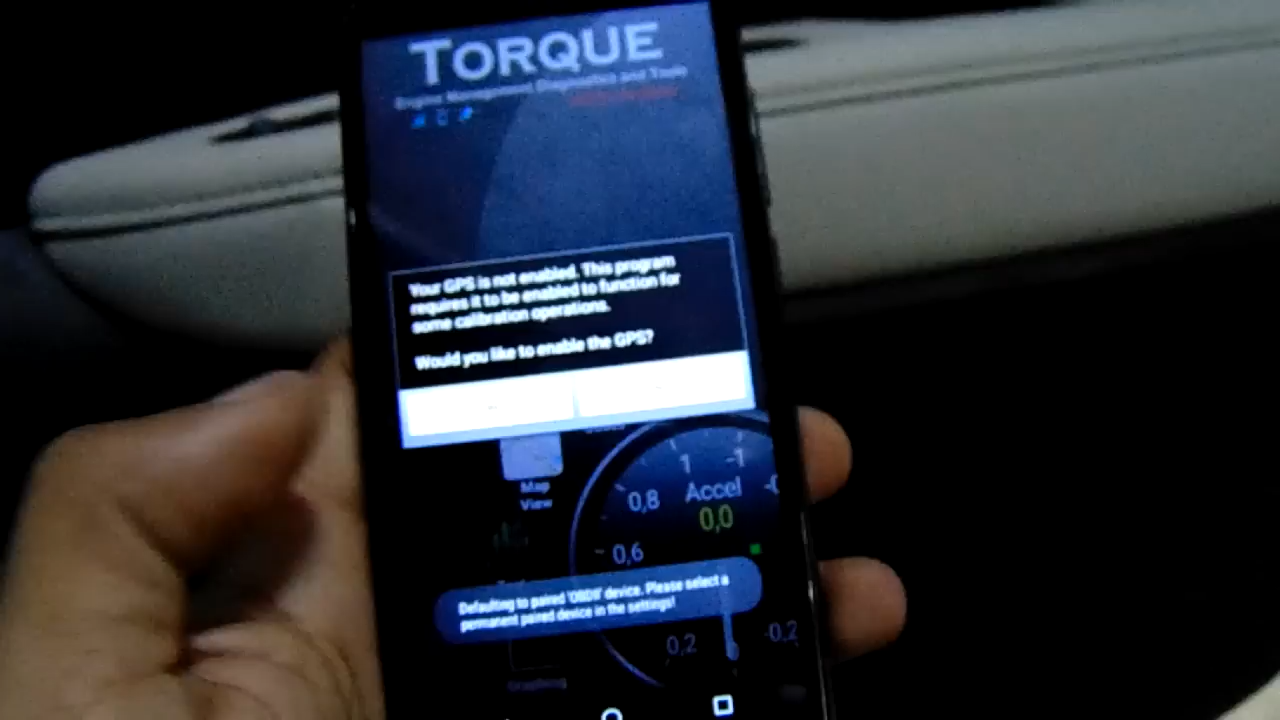 TORQUE
Engine Management Diagnostics and Tools
Your GPS is not enabled. This program
requires it to be enabled to function for
some calibration operations.
Would you like to enable the GPS?
Map
View
1
-1
0,8
Accel
0,0
0,6
Defaulting to paired 'OBDII' device. Please select a
permanent paired device in the settings!
0,2
-0,2
Graphing